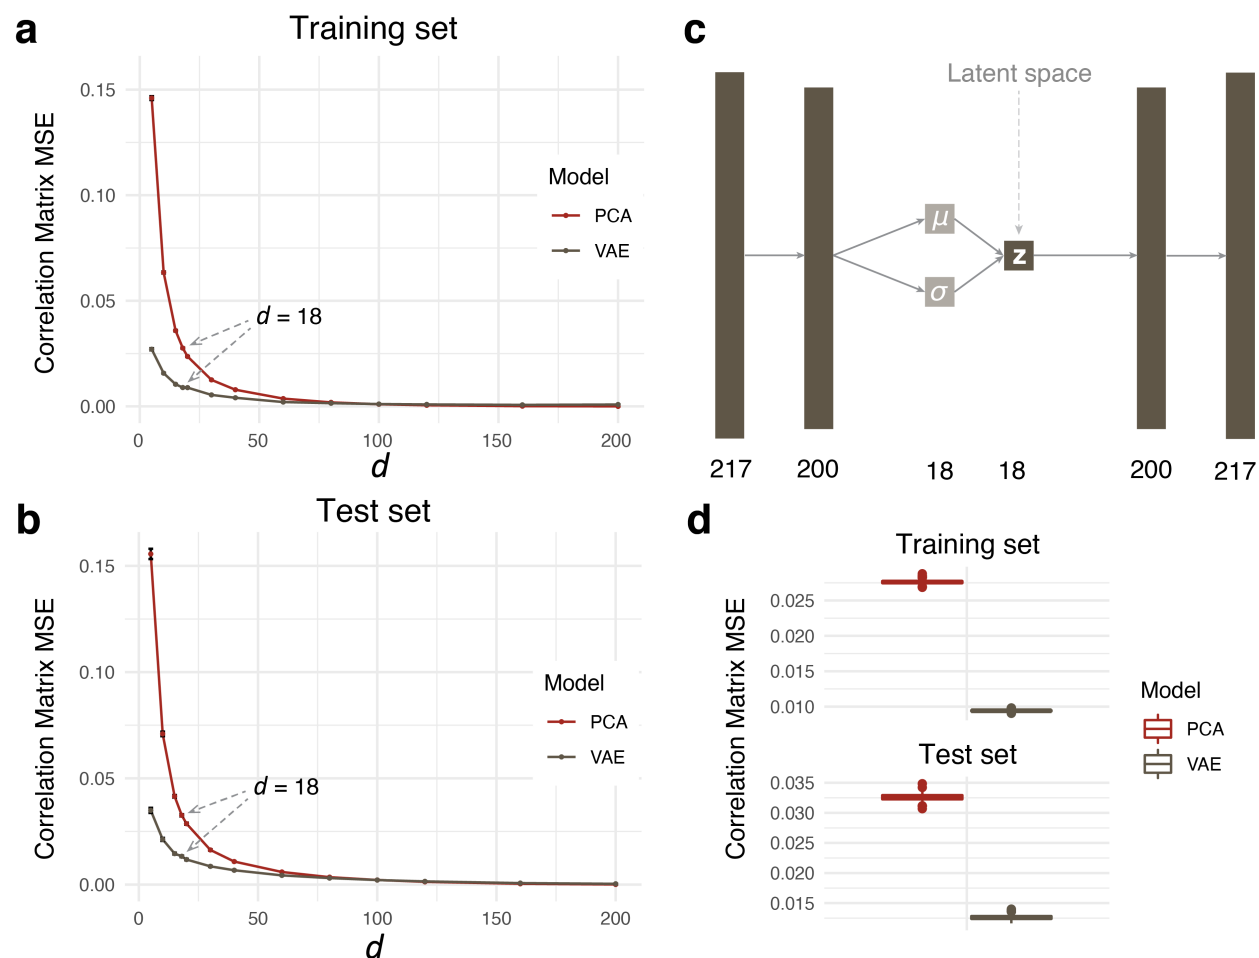 a
Training set
Correlation Matrix MSE
0.15
0.10
0.05
0.00
d = 18
Model
PCA
VAE
0
50
100
150
200
d
b
Test set
Correlation Matrix MSE
0.15
0.10
0.05
0.00
d = 18
Model
PCA
VAE
0
50
100
150
200
d
c
Latent space
μ
σ
z
217
200
18
18
200
217
d
Training set
Correlation Matrix MSE
0.025
0.020
0.015
0.010
Test set
0.035
0.030
0.025
0.020
0.015
Model
PCA
VAE